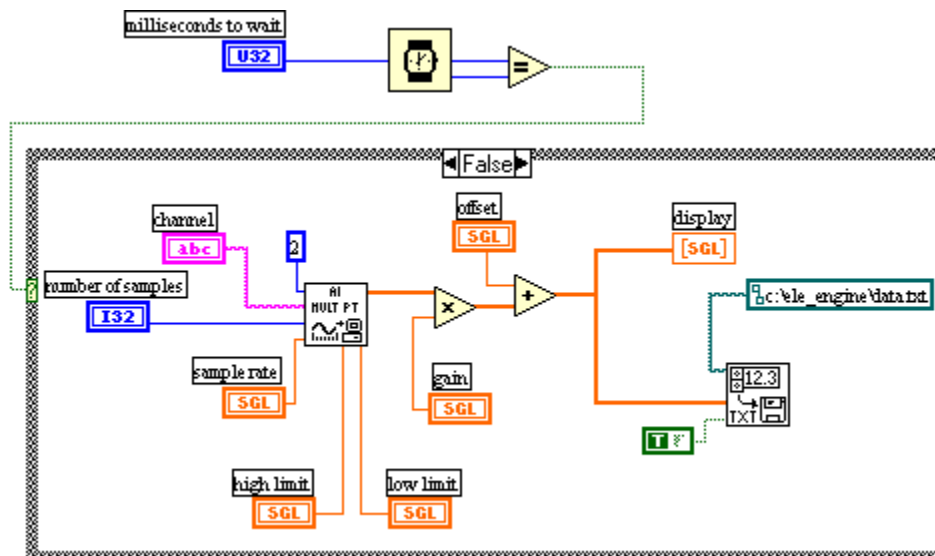 milliseconds to wait
U32
=
False
channel
abc
2
offset
SGL
display
[SGL]
?
number of samples
I32
AI
MULT PT
×
+
c:\ele_engine\data.txt
sample rate
SGL
gain
SGL
12.3
TXT
T
high limit
SGL
low limit
SGL